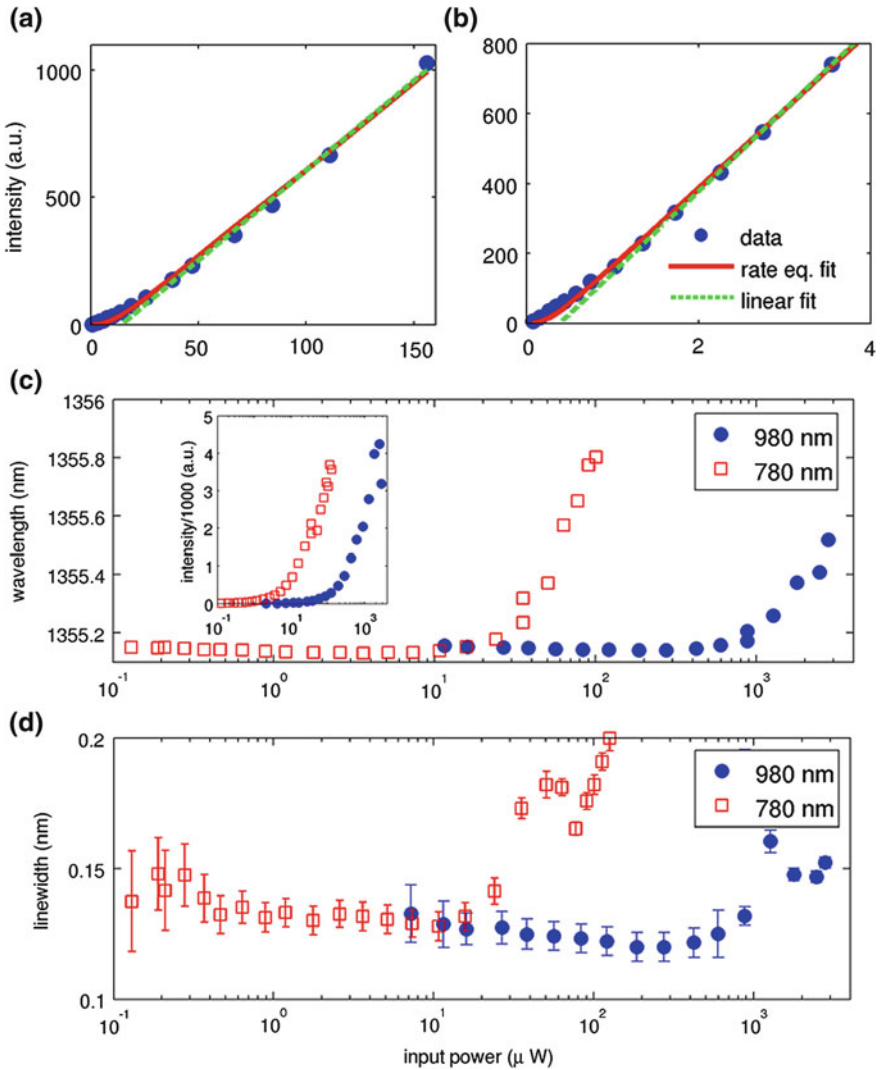 (a)
(b)
intensity (a.u.)
1000
500
0
0
50
100
150
800
600
400
200
0
0
2
4
data
rate eq. fit
linear fit
(c)
wavelength (nm)
1356
1355.8
1355.6
1355.4
1355.2
10^-1
10^0
10^1
10^2
10^3
intensity/1000 (a.u.)
5
4
3
2
1
0
10^-1
10^1
10^3
980 nm
780 nm
(d)
linewidth (nm)
0.2
0.15
0.1
980 nm
780 nm
10^-1
10^0
10^1
10^2
10^3
input power (μ W)